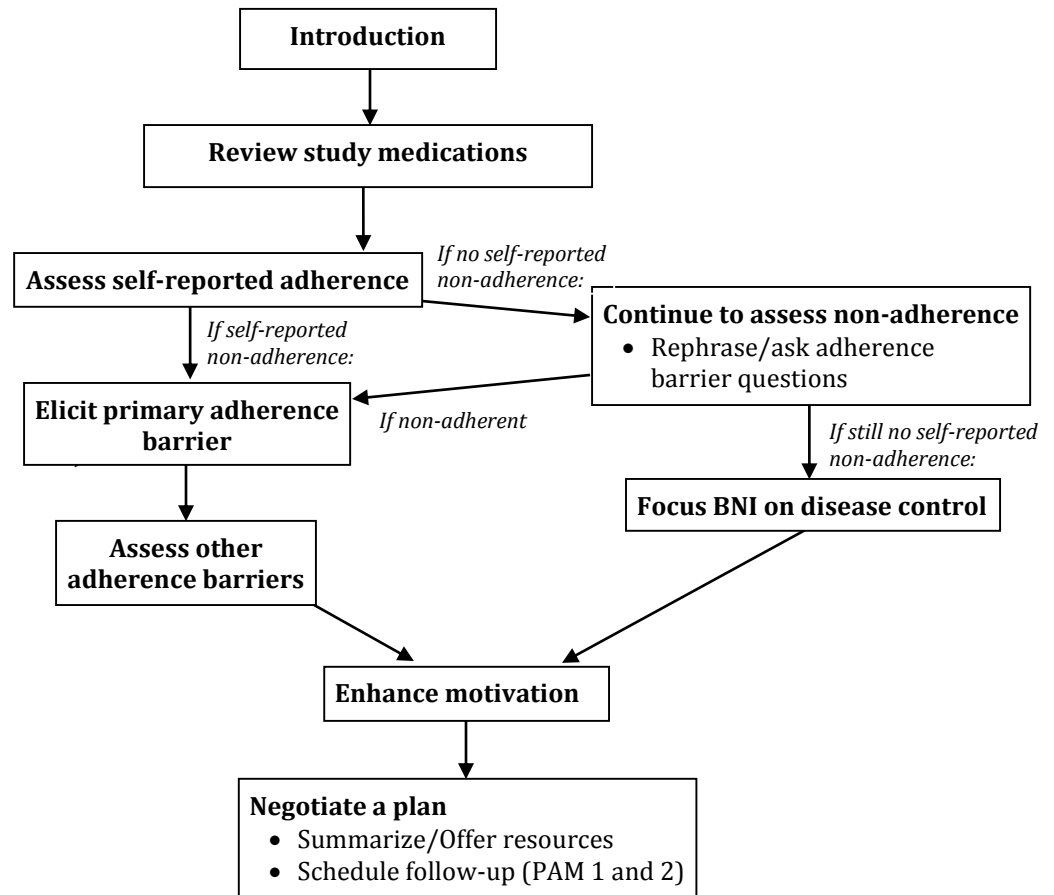 Introduction
Review study medications
If no self-reported
non-adherence:
Assess self-reported adherence
Continue to assess non-adherence
• Rephrase/ask adherence
barrier questions
If self-reported
non-adherence:
Elicit primary adherence
barrier
If non-adherent
If still no self-reported
non-adherence:
Focus BNI on disease control
Assess other
adherence barriers
Enhance motivation
Negotiate a plan
• Summarize/Offer resources
• Schedule follow-up (PAM 1 and 2)